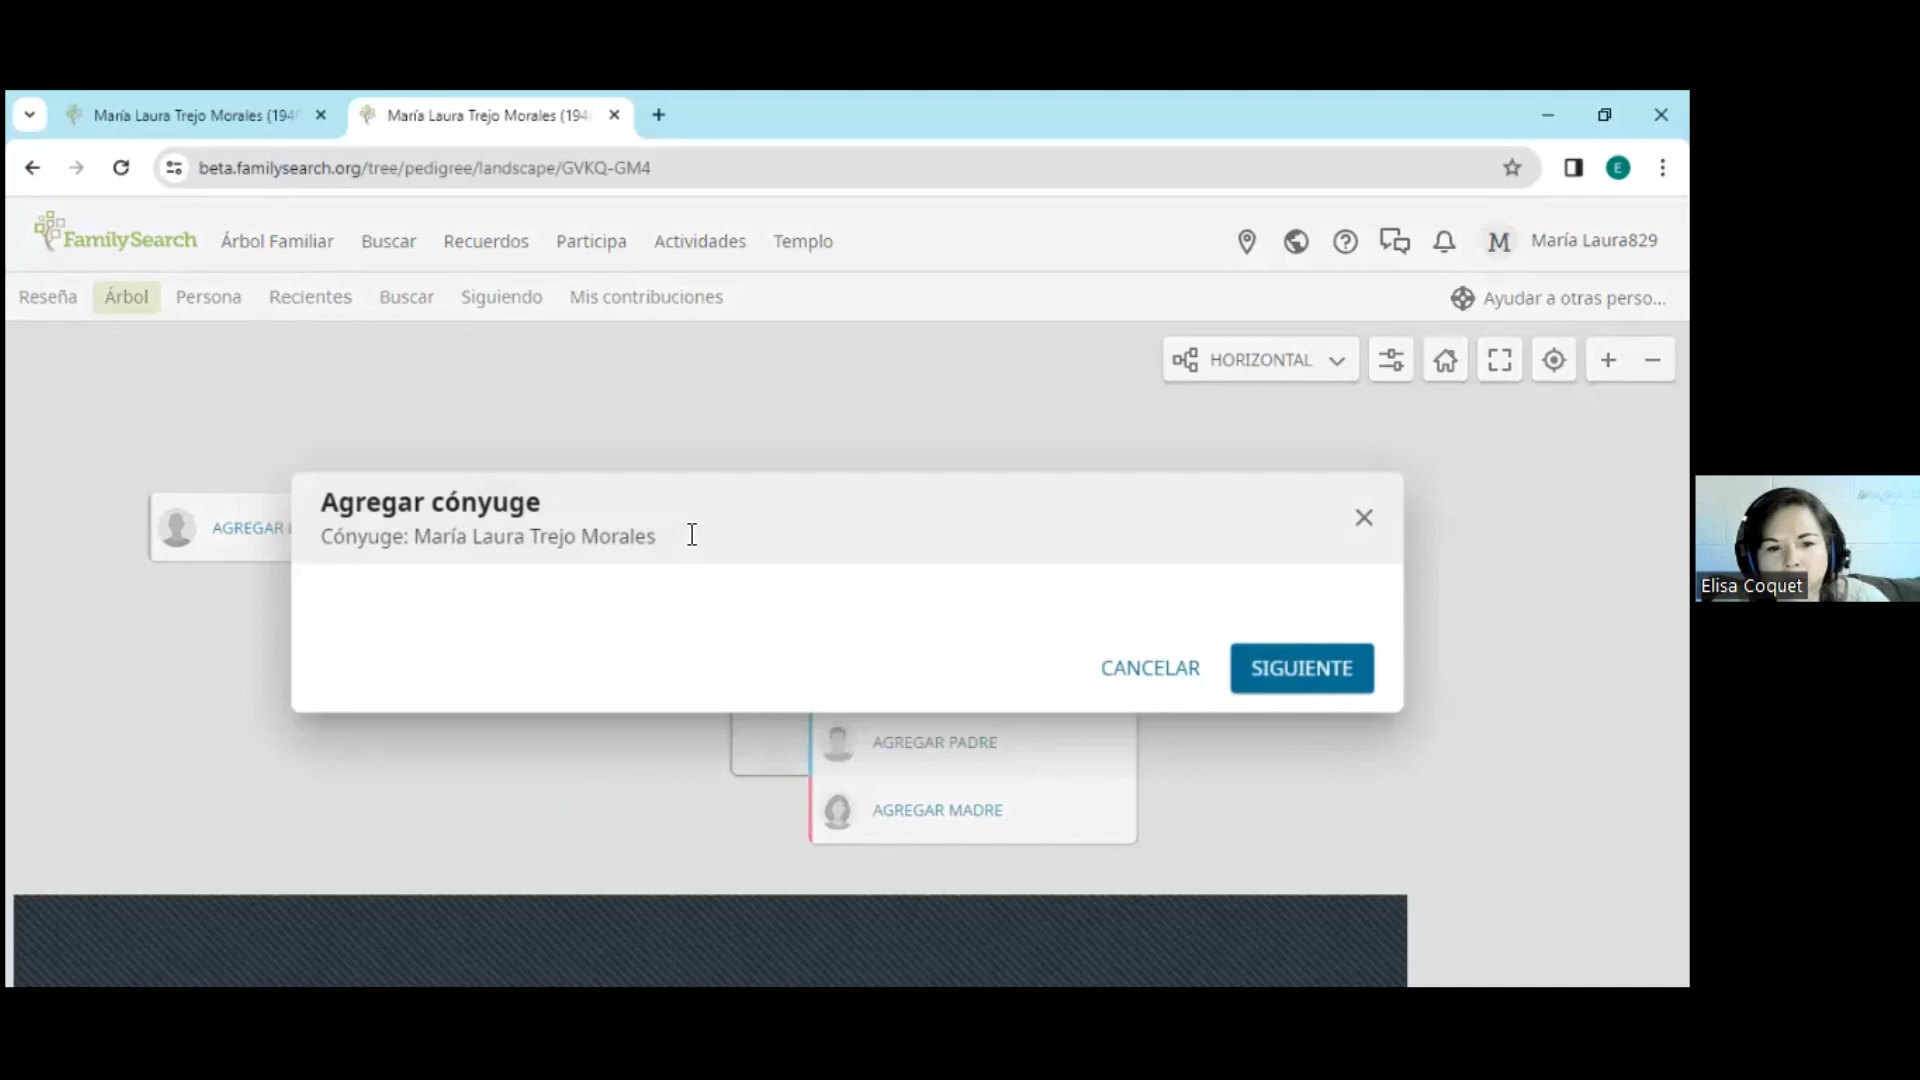 María Laura Trejo Morales (194
María Laura Trejo Morales (194
beta.familysearch.org/tree/pedigree/landscape/GVKQ-GM4
E
FamilySearch
Árbol Familiar
Buscar
Recuerdos
Participa
Actividades
Templo
M
María Laura829
Reseña
Árbol
Persona
Recientes
Buscar
Siguiendo
Mis contribuciones
Ayudar a otras perso...
HORIZONTAL
AGREGAR
Agregar cónyuge
Cónyuge: María Laura Trejo Morales
CANCELAR
SIGUIENTE
AGREGAR PADRE
AGREGAR MADRE
Elisa Coquet